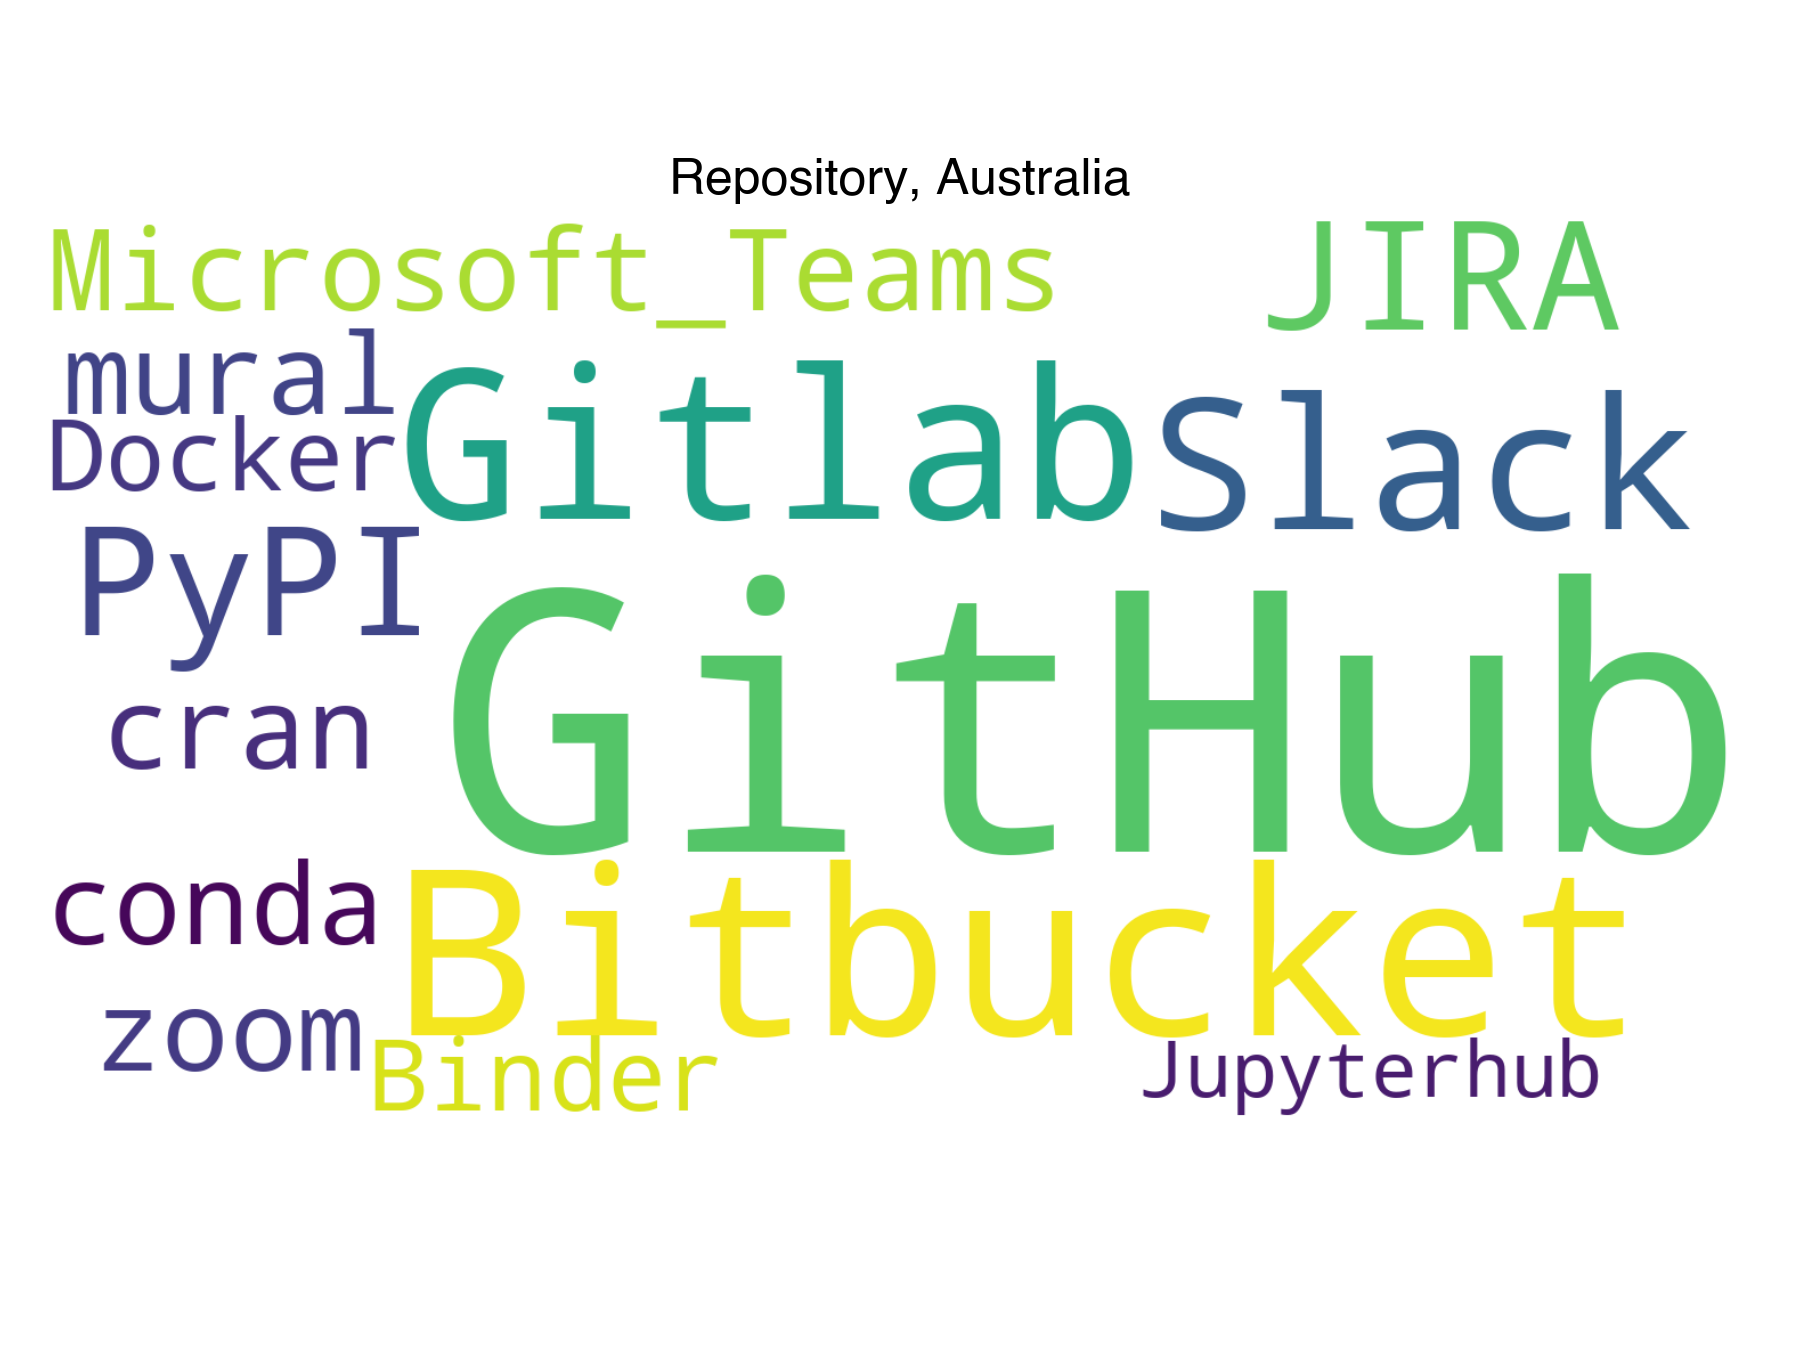 Repository, Australia
Microsoft_Teams JIRA
mural
Gitlab Slack
Docker
PyPI
GitHub
cran
conda
Bitbucket
zoom
Binder Jupyterhub